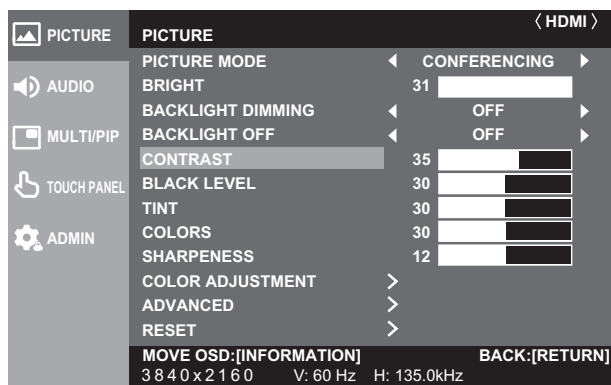 PICTURE
AUDIO
MULTI/PIP
TOUCH PANEL
ADMIN
PICTURE 〈HDMI〉
PICTURE MODE CONFERENCING
BRIGHT 31
BACKLIGHT DIMMING OFF
BACKLIGHT OFF OFF
CONTRAST 35
BLACK LEVEL 30
TINT 30
COLORS 30
SHARPENESS 12
COLOR ADJUSTMENT
ADVANCED
RESET
MOVE OSD:[INFORMATION] BACK:[RETURN]
3840x2160 V: 60 Hz H: 135.0kHz